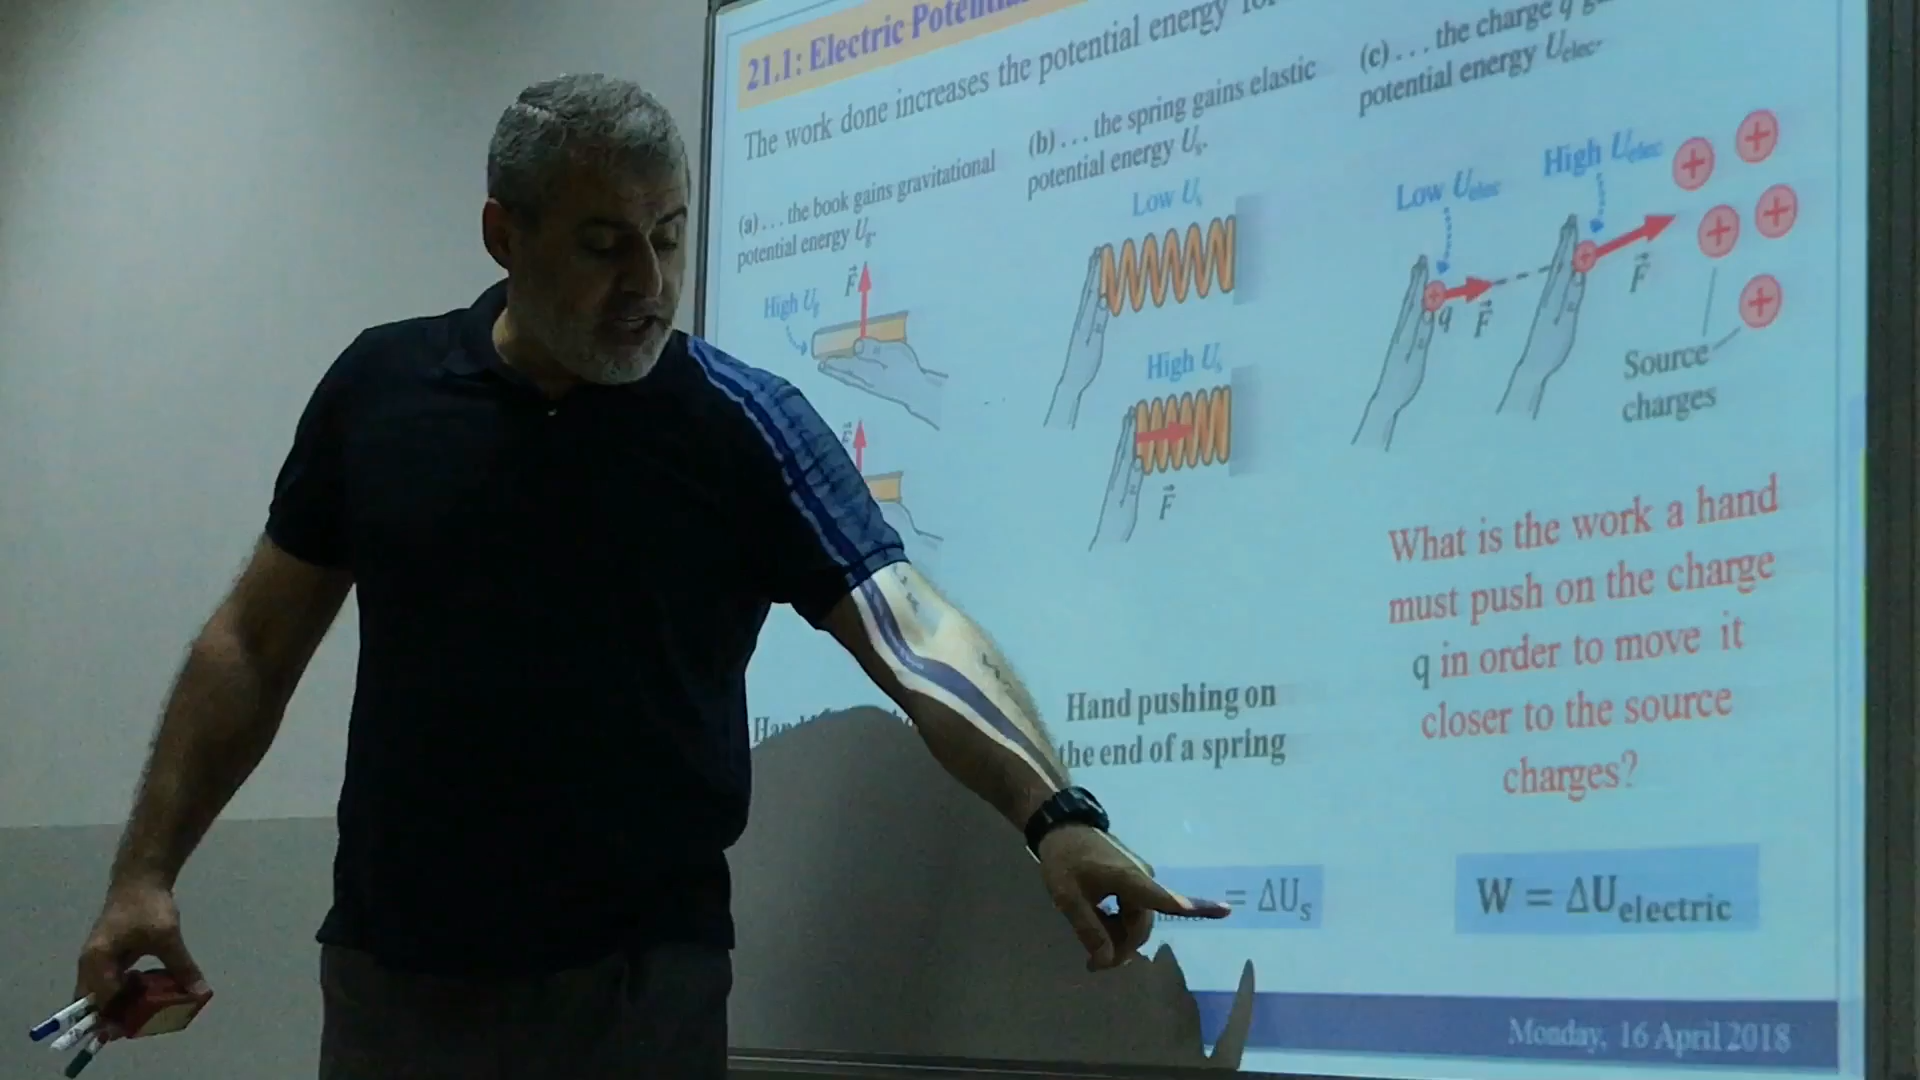 21.1: Electric
The work done increases the potential energy
(a) . . . the book gains gravitational
potential energy Ug.
High Ug
F
F
(b) . . . the spring gains elastic
potential energy Us.
Low Us
High Us
F
(c) . . . the charge q
potential energy Uelec.
Low Uelec
High Uelec
q
F
F
Source
charges
What is the work a hand
must push on the charge
q in order to move it
closer to the source
charges?
Hand pushing on
the end of a spring
= ΔUs
W = ΔUelectric
Monday, 16 April 2018